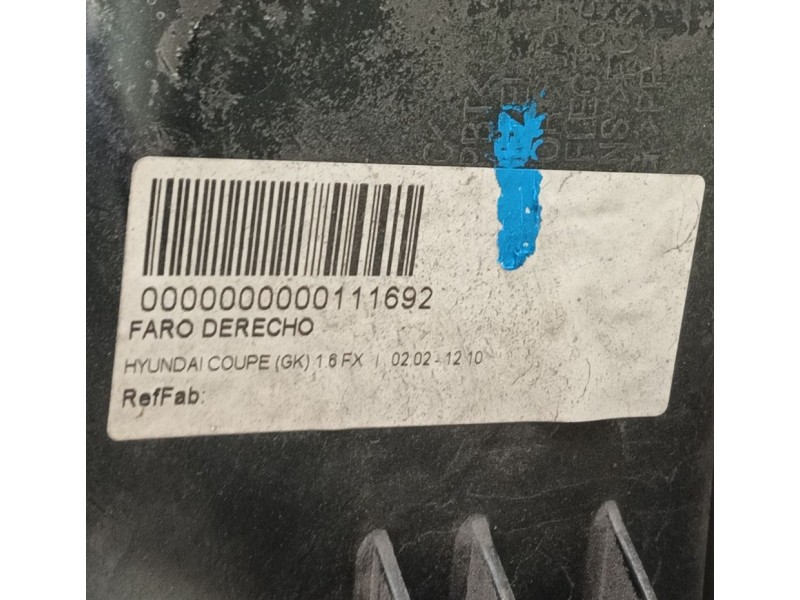 0000000000111692
FARO DERECHO
HYUNDAI COUPE (GK) 1.6 FX | 02.02 - 12.10
RefFab: